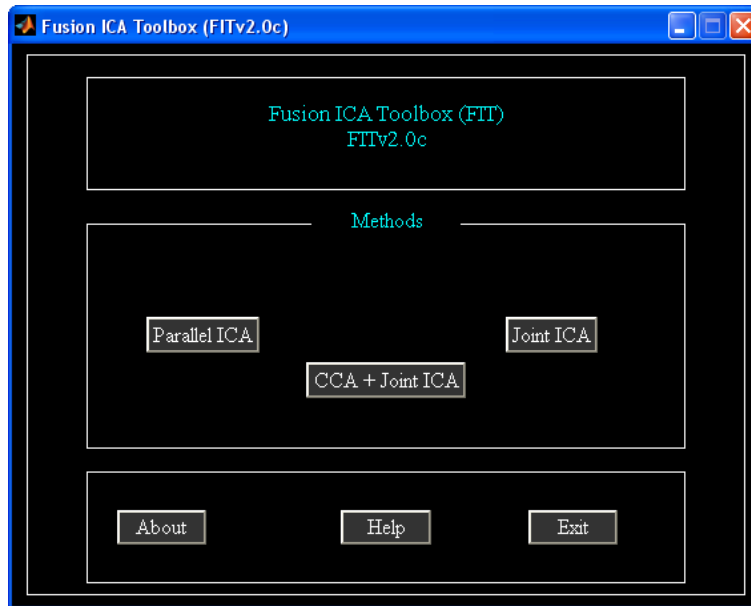 Fusion ICA Toolbox (FITv2.0c)
Fusion ICA Toolbox (FIT)
FITv2.0c
Methods
Parallel ICA
Joint ICA
CCA + Joint ICA
About
Help
Exit